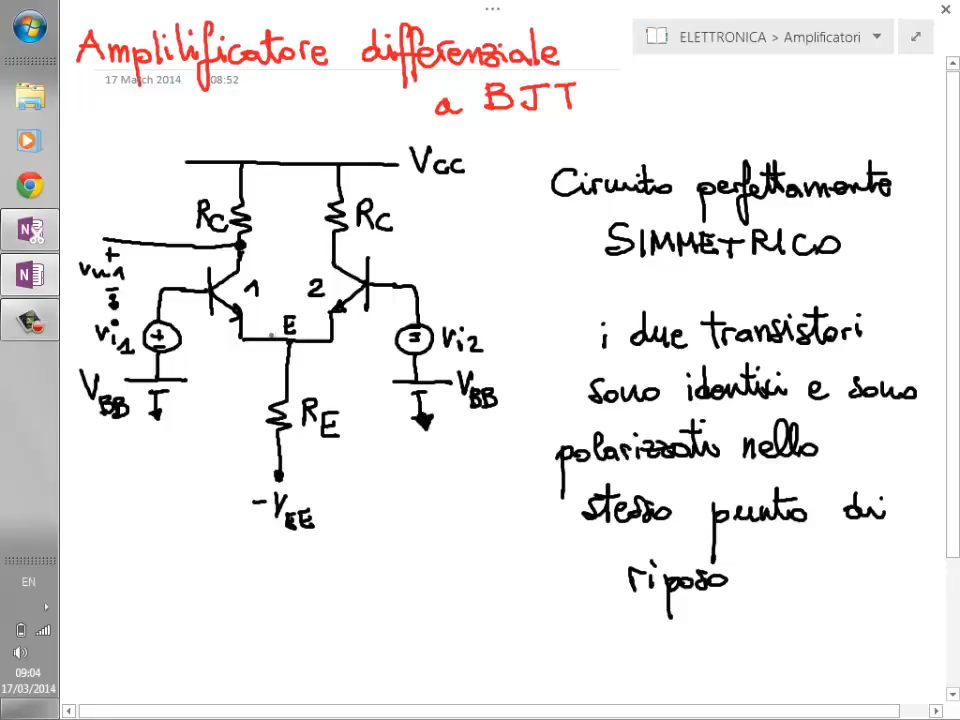 Amplilificatore differenziale
a BJT
ELETTRONICA > Amplificatori
17 March 2014
08:52
VCC
RC
RC
Circuito perfettamente
SIMMETRICO
vu1
+
-
1
2
E
vi1
vi2
VBB
VBB
RE
-VEE
i due transistori
sono identici e sono
polarizzati nello
stesso punto di
riposo
EN
09:04
17/03/2014